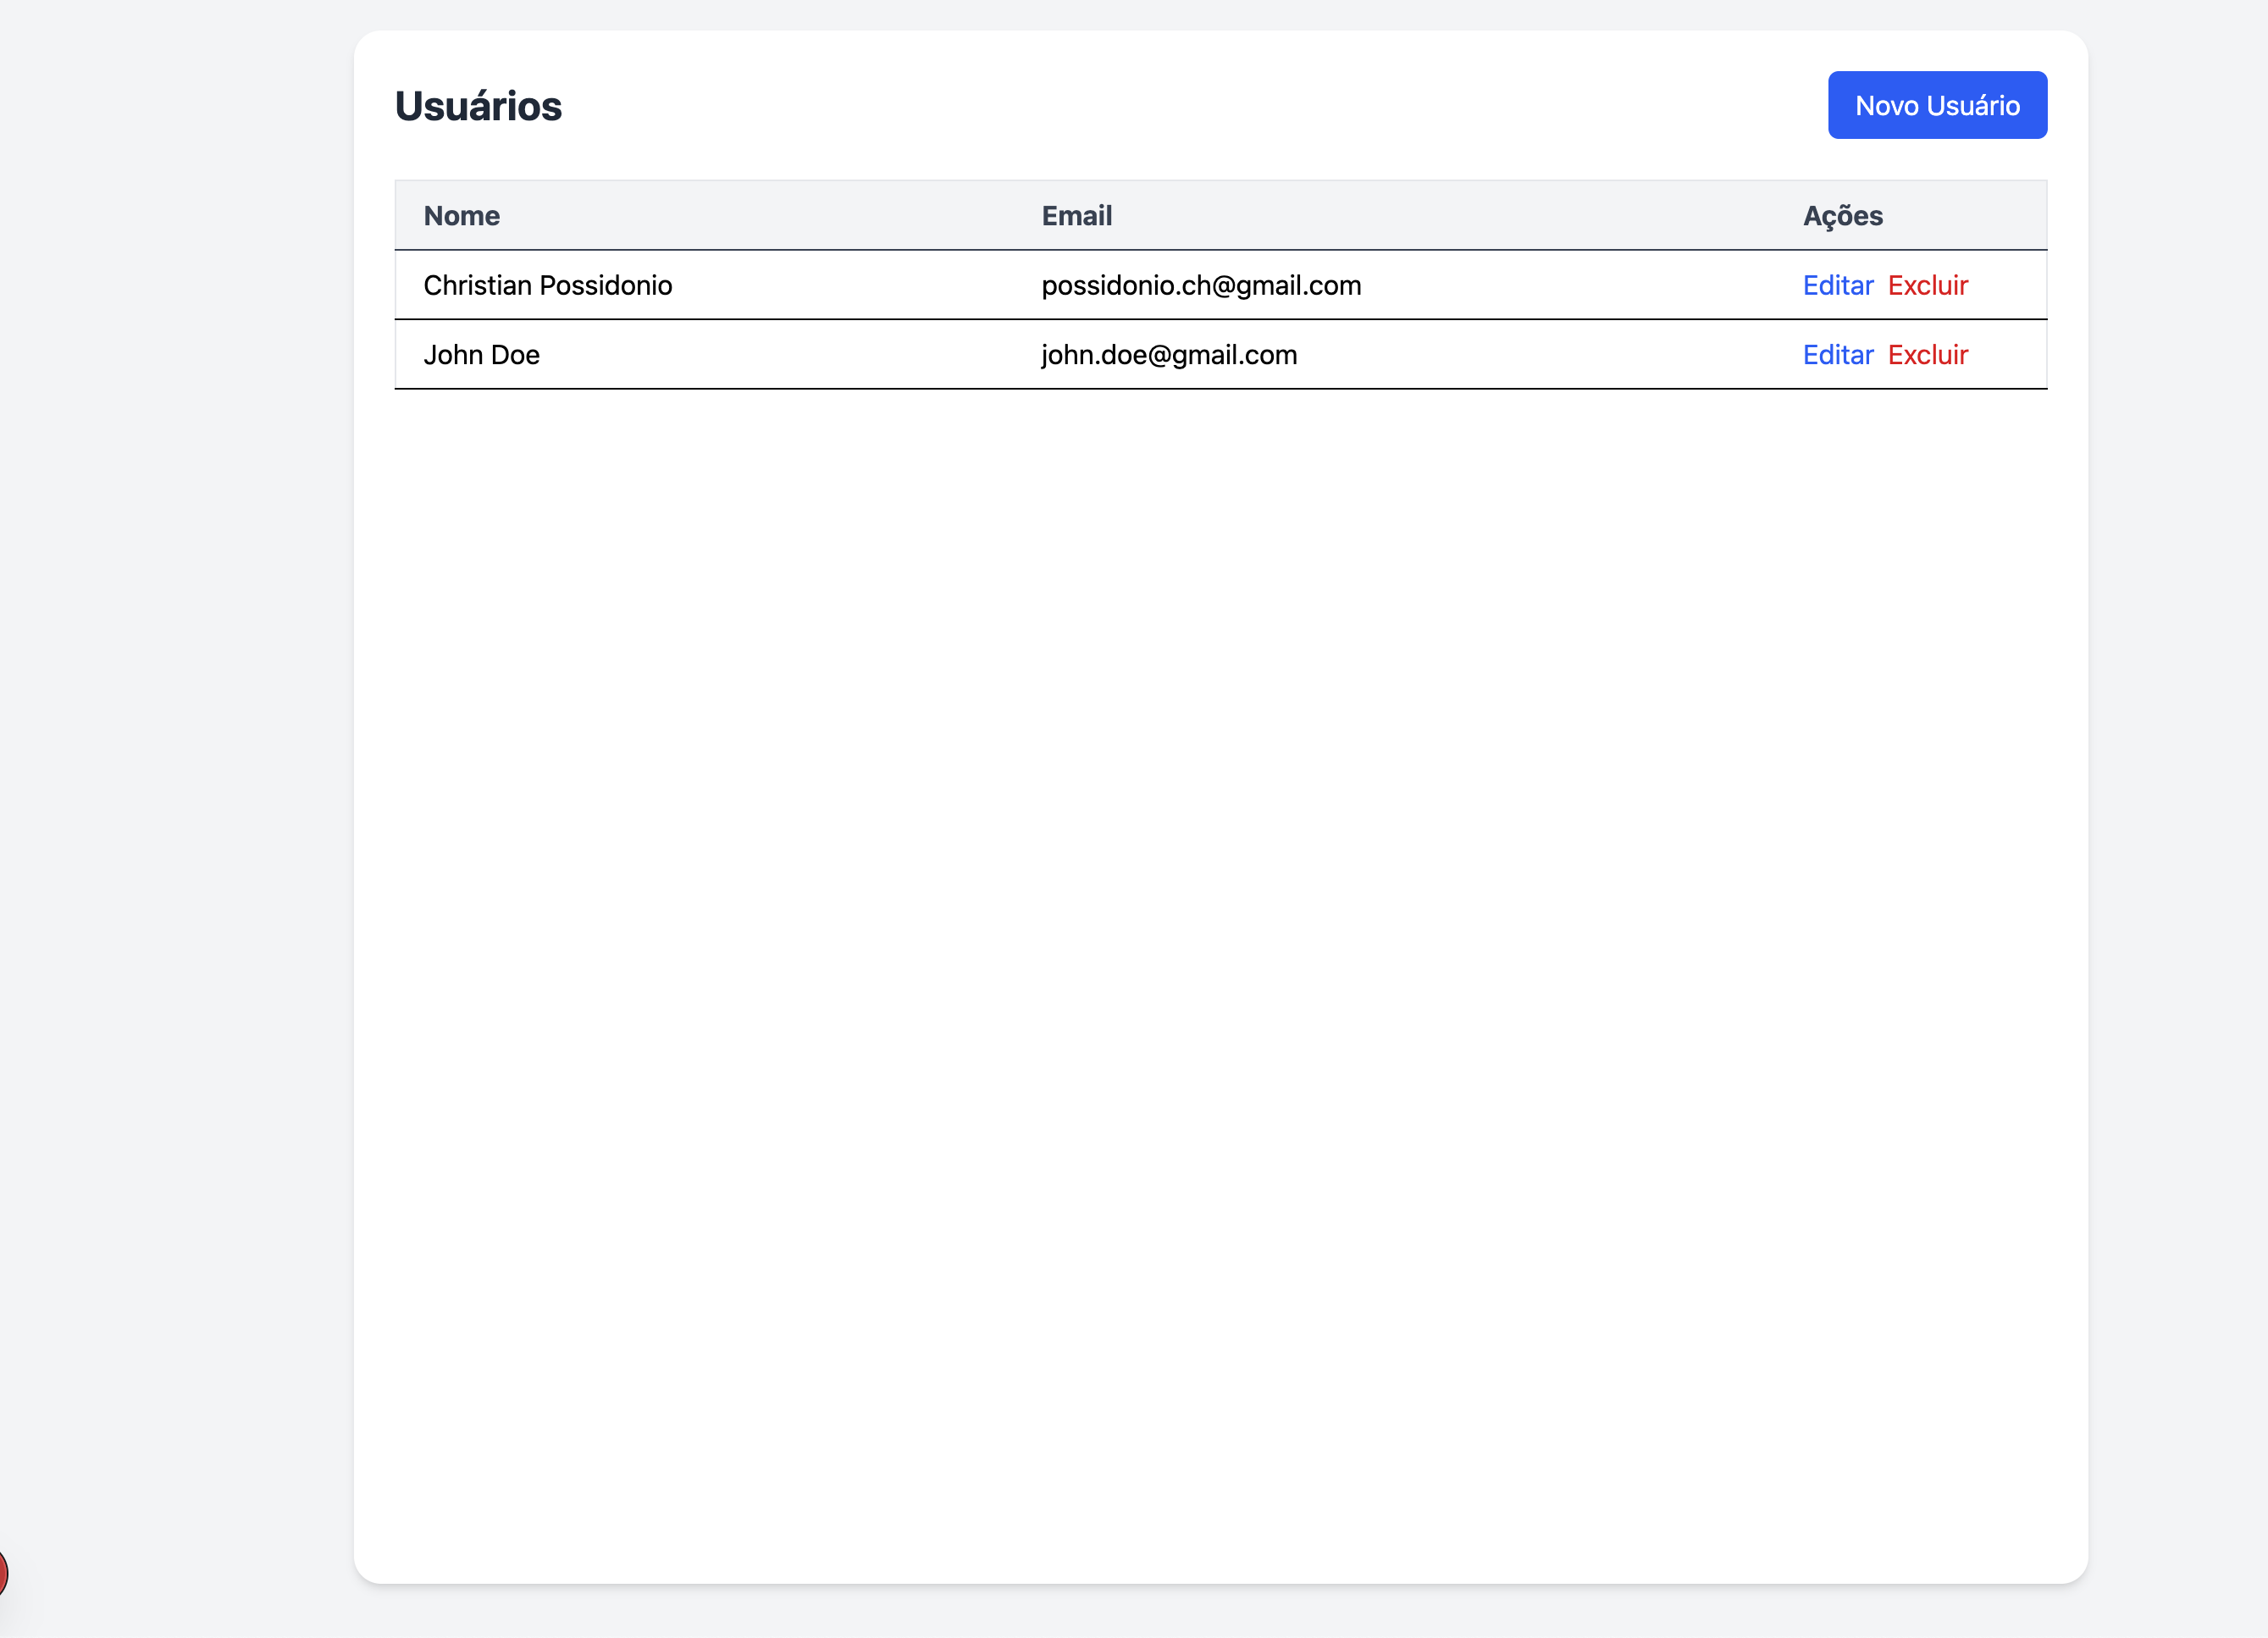 Usuários Novo Usuário
Nome Email Ações
Christian Possidonio possidonio.ch@gmail.com Editar Excluir
John Doe john.doe@gmail.com Editar Excluir